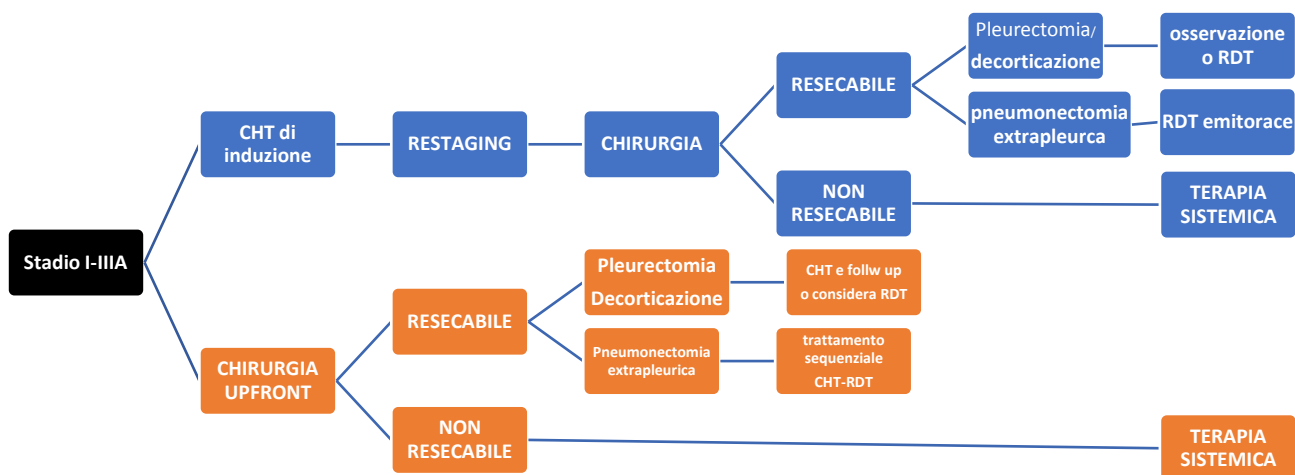 Pleurectomia/
decorticazione
osservazione
o RDT
RESECABILE
pneumonectomia
extrapleurca
RDT emitorace
CHT di
induzione
RESTAGING
CHIRURGIA
NON
RESECABILE
TERAPIA
SISTEMICA
Stadio I-IIIA
Pleurectomia
Decorticazione
CHT e follw up
o considera RDT
RESECABILE
Pneumonectomia
extrapleurica
trattamento
sequenziale
CHT-RDT
CHIRURGIA
UPFRONT
NON
RESECABILE
TERAPIA
SISTEMICA